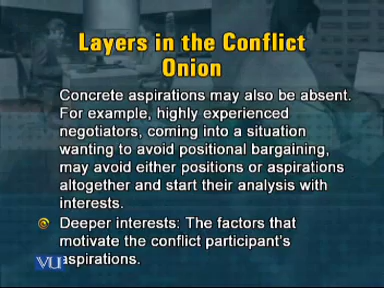 Layers in the Conflict
Onion
Concrete aspirations may also be absent.
For example, highly experienced
negotiators, coming into a situation
wanting to avoid positional bargaining,
may avoid either positions or aspirations
altogether and start their analysis with
interests.
Deeper interests: The factors that
motivate the conflict participant's
aspirations.
VU